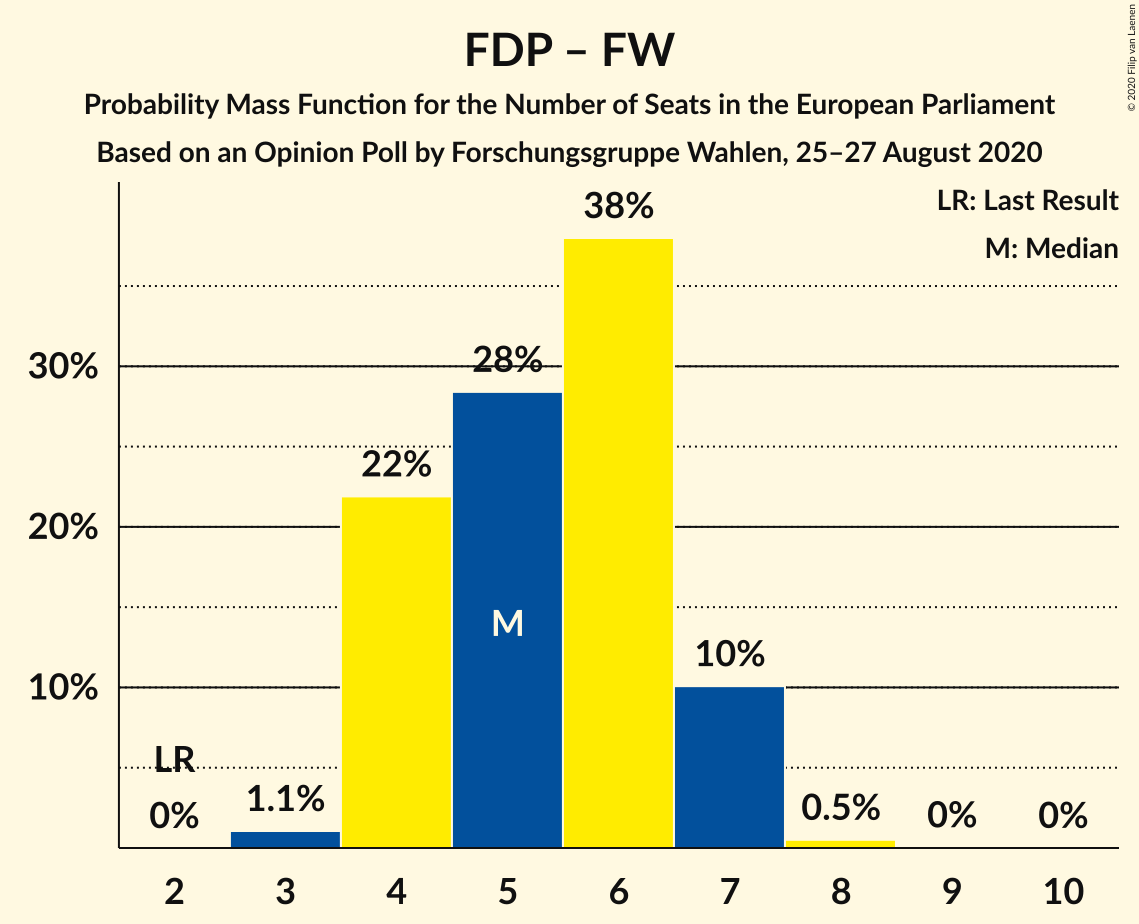 FDP – FW
Probability Mass Function for the Number of Seats in the European Parliament
Based on an Opinion Poll by Forschungsgruppe Wahlen, 25–27 August 2020
© 2020 Filip van Laenen
LR: Last Result
M: Median
38%
30%
28%
22%
20%
M
10%
10%
LR
0%
1.1%
0.5%
0%
0%
2 3 4 5 6 7 8 9 10